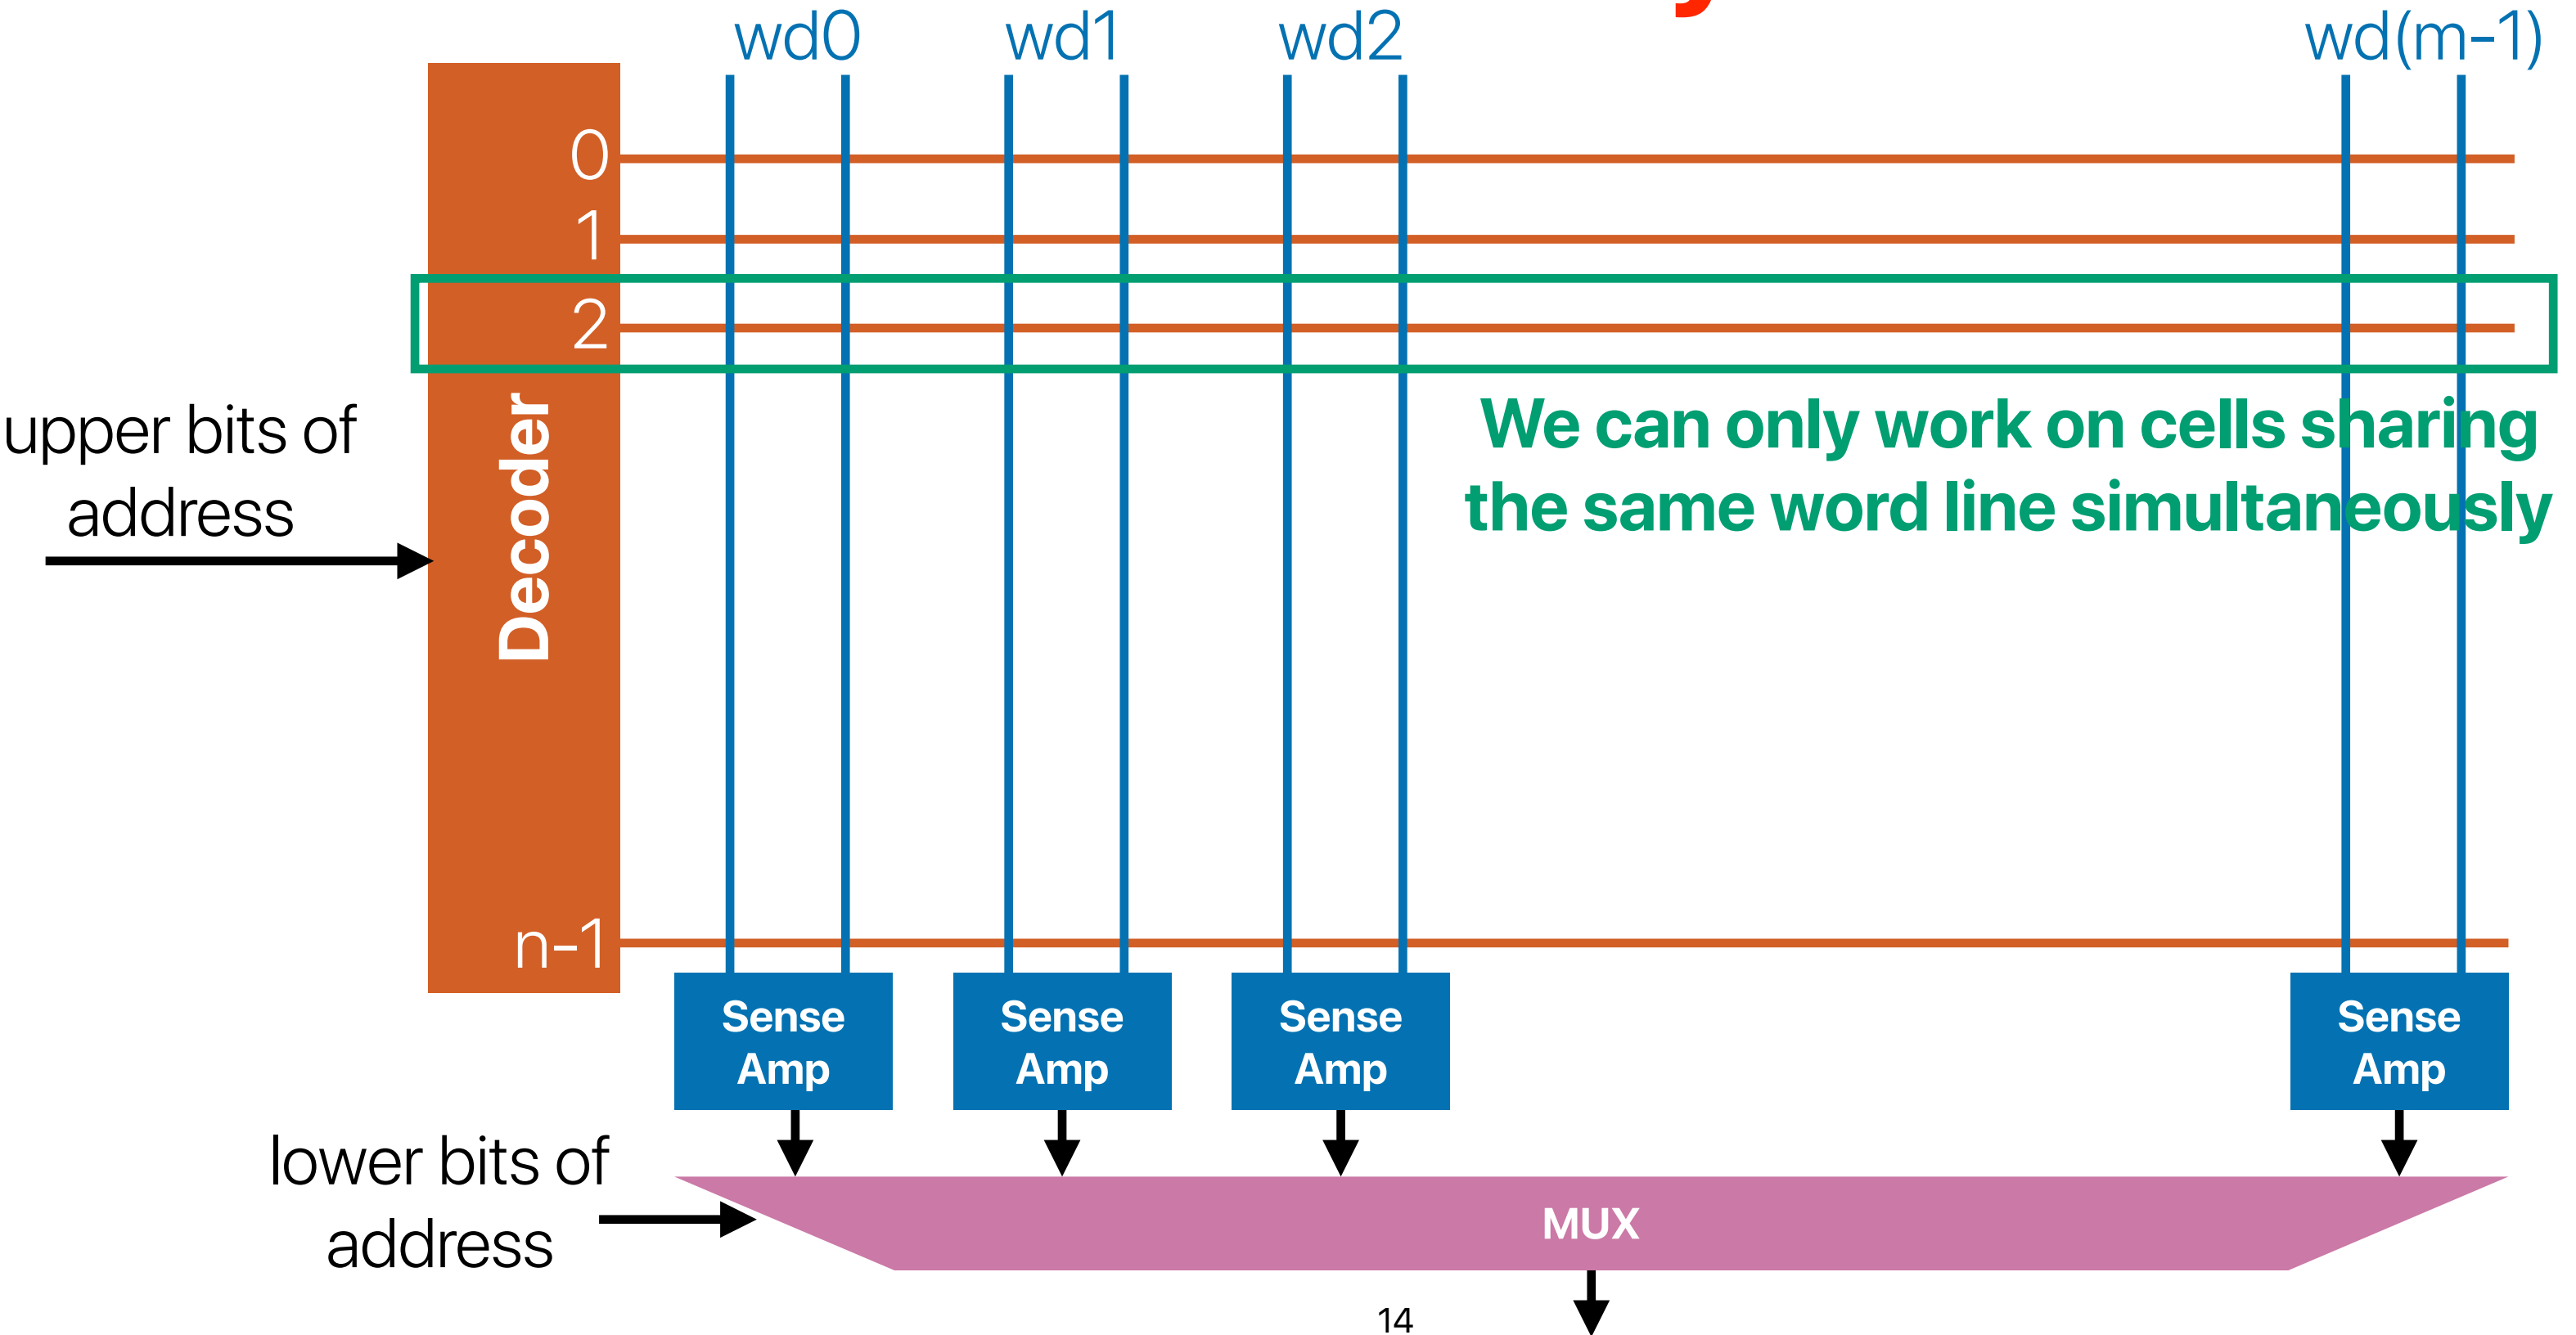 wd0 wd1 wd2 wd(m-1)
0
1
2
We can only work on cells sharing
the same word line simultaneously
upper bits of
address
Decoder
n-1
Sense
Amp
Sense
Amp
Sense
Amp
Sense
Amp
lower bits of
address
MUX
14